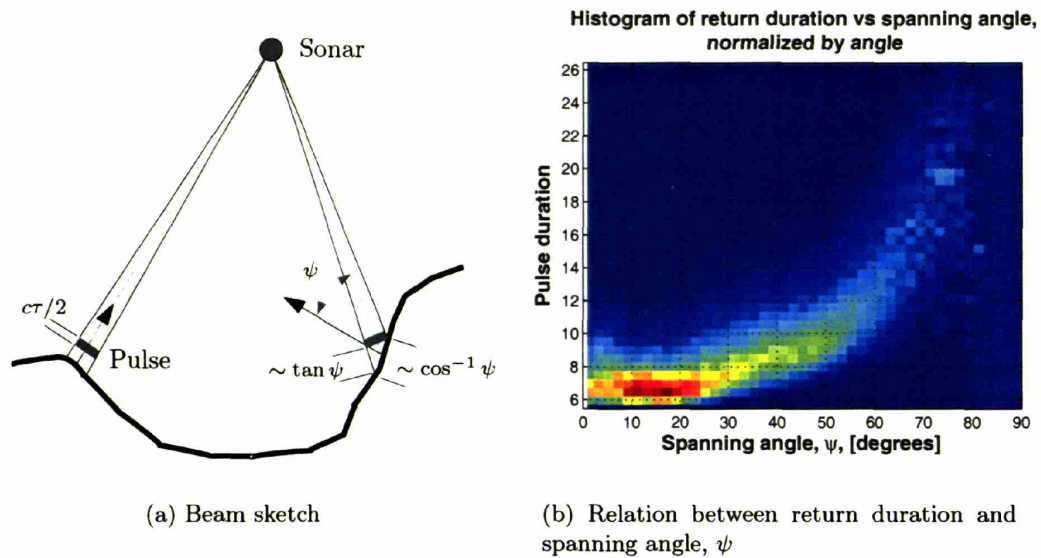 Sonar
ψ
cτ/2
Pulse
∼ tan ψ
∼ cos⁻¹ ψ
(a) Beam sketch
Histogram of return duration vs spanning angle,
normalized by angle
Pulse duration
26
24
22
20
18
16
14
12
10
8
6
0 10 20 30 40 50 60 70 80 90
Spanning angle, ψ, [degrees]
(b) Relation between return duration and
spanning angle, ψ